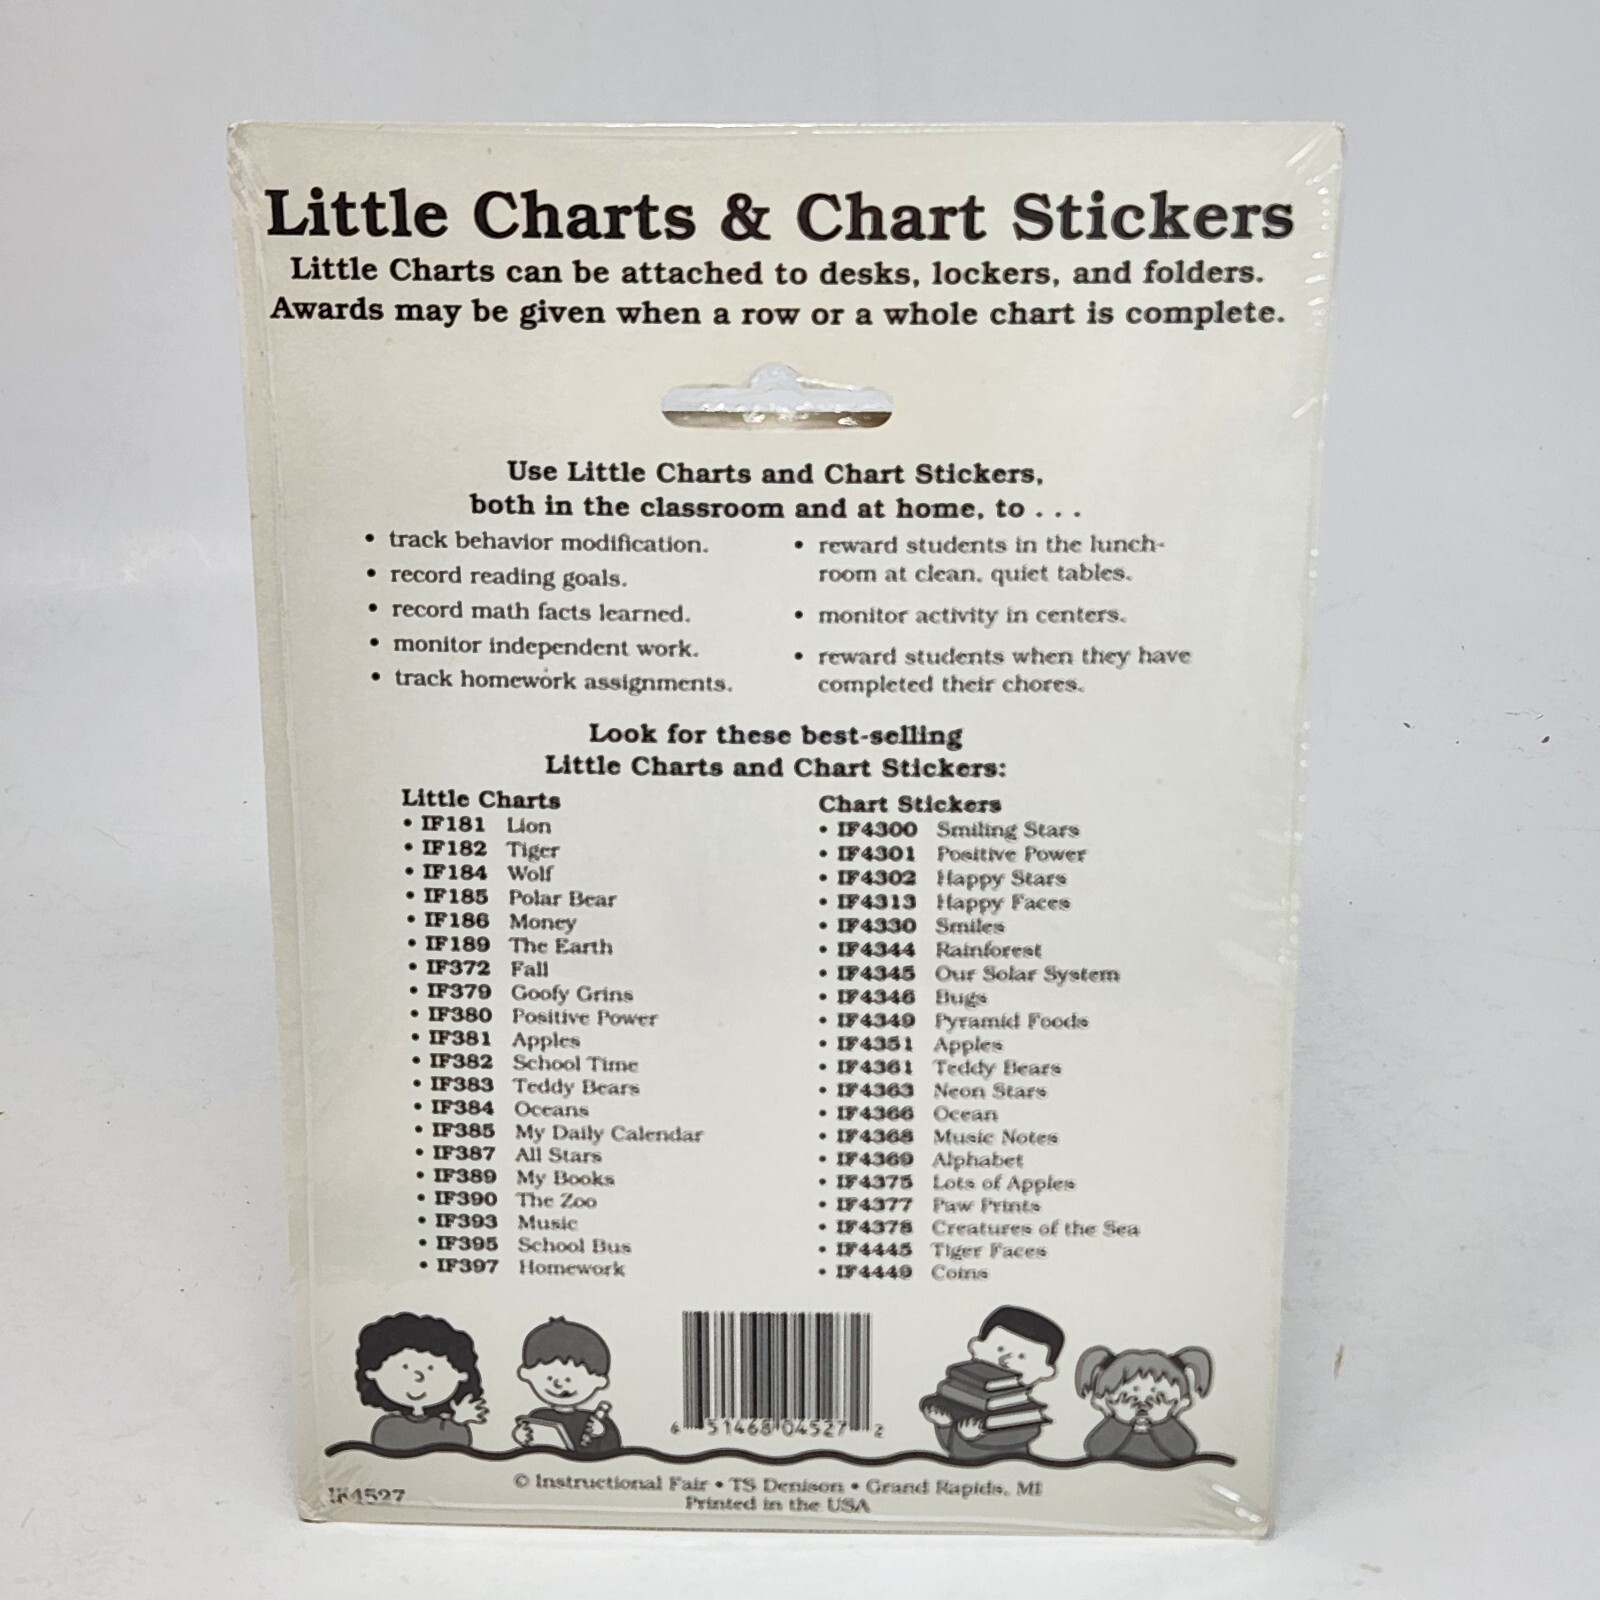 Little Charts & Chart Stickers
Little Charts can be attached to desks, lockers, and folders.
Awards may be given when a row or a whole chart is complete.
Use Little Charts and Chart Stickers,
both in the classroom and at home, to . . .
• track behavior modification.
• record reading goals.
• record math facts learned.
• monitor independent work.
• track homework assignments.
• reward students in the lunch-
room at clean, quiet tables.
• monitor activity in centers.
• reward students when they have
completed their chores.
Look for these best-selling
Little Charts and Chart Stickers:
Little Charts
• IF181 Lion
• IF182 Tiger
• IF184 Wolf
• IF185 Polar Bear
• IF186 Money
• IF189 The Earth
• IF372 Fall
• IF379 Goofy Grins
• IF380 Positive Power
• IF381 Apples
• IF382 School Time
• IF383 Teddy Bears
• IF384 Oceans
• IF385 My Daily Calendar
• IF387 All Stars
• IF389 My Books
• IF390 The Zoo
• IF393 Music
• IF395 School Bus
• IF397 Homework
Chart Stickers
• IF4300 Smiling Stars
• IF4301 Positive Power
• IF4302 Happy Stars
• IF4313 Happy Faces
• IF4330 Smiles
• IF4344 Rainforest
• IF4345 Our Solar System
• IF4346 Bugs
• IF4349 Pyramid Foods
• IF4351 Apples
• IF4361 Teddy Bears
• IF4363 Neon Stars
• IF4366 Ocean
• IF4368 Music Notes
• IF4369 Alphabet
• IF4375 Lots of Apples
• IF4377 Paw Prints
• IF4378 Creatures of the Sea
• IF4445 Tiger Faces
• IF4449 Coins
6 51468 04527 2
© Instructional Fair • TS Denison • Grand Rapids, MI
Printed in the USA
IF4527